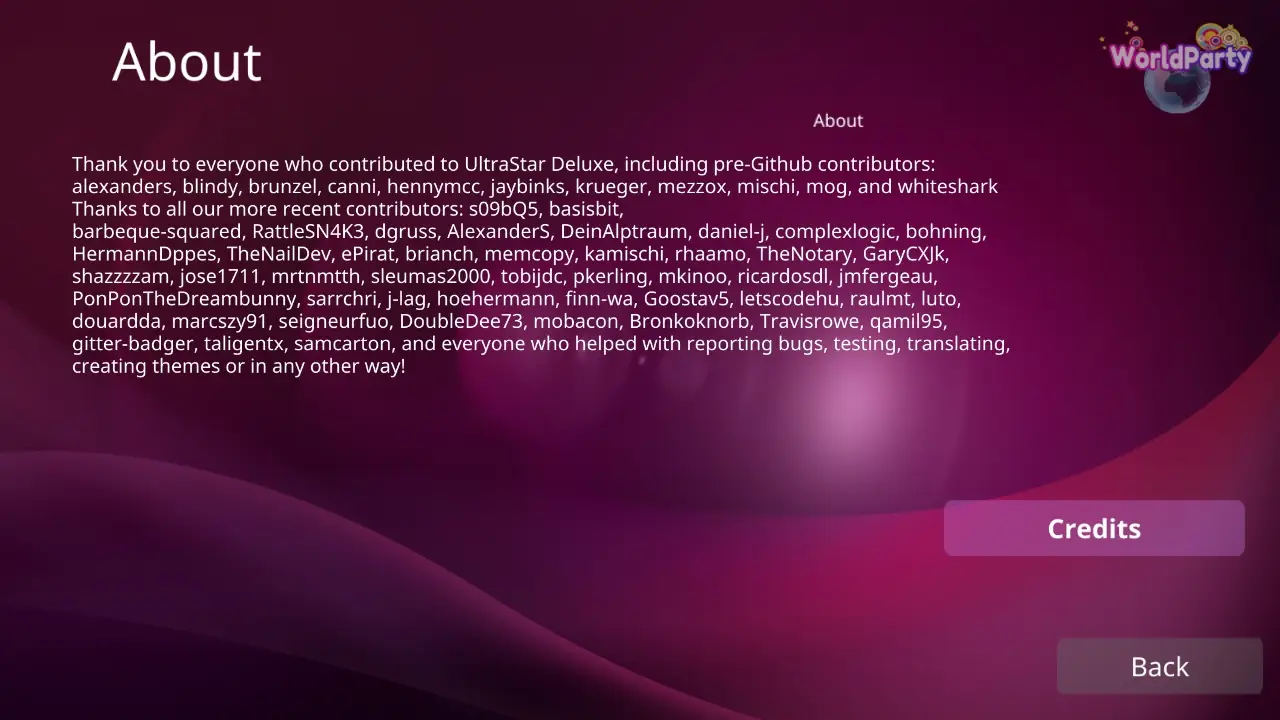 About
WorldParty
About
Thank you to everyone who contributed to UltraStar Deluxe, including pre-Github contributors:
alexanders, blindy, brunzel, canni, hennymcc, jaybinks, krueger, mezzox, mischi, mog, and whiteshark
Thanks to all our more recent contributors: s09bQ5, basisbit,
barbeque-squared, RattleSN4K3, dgruss, AlexanderS, DeinAlptraum, daniel-j, complexlogic, bohning,
HermannDppes, TheNailDev, ePirat, brianch, memcopy, kamischi, rhaamo, TheNotary, GaryCXJk,
shazzzzam, jose1711, mrtnmtth, sleumas2000, tobijdc, pkerling, mkinoo, ricardosdl, jmfergeau,
PonPonTheDreambunny, sarrchri, j-lag, hoehermann, finn-wa, Goostav5, letscodehu, raulmt, luto,
douardda, marcszy91, seigneurfuo, DoubleDee73, mobacon, Bronkoknorb, Travisrowe, qamil95,
gitter-badger, taligentx, samcarton, and everyone who helped with reporting bugs, testing, translating,
creating themes or in any other way!
Credits
Back